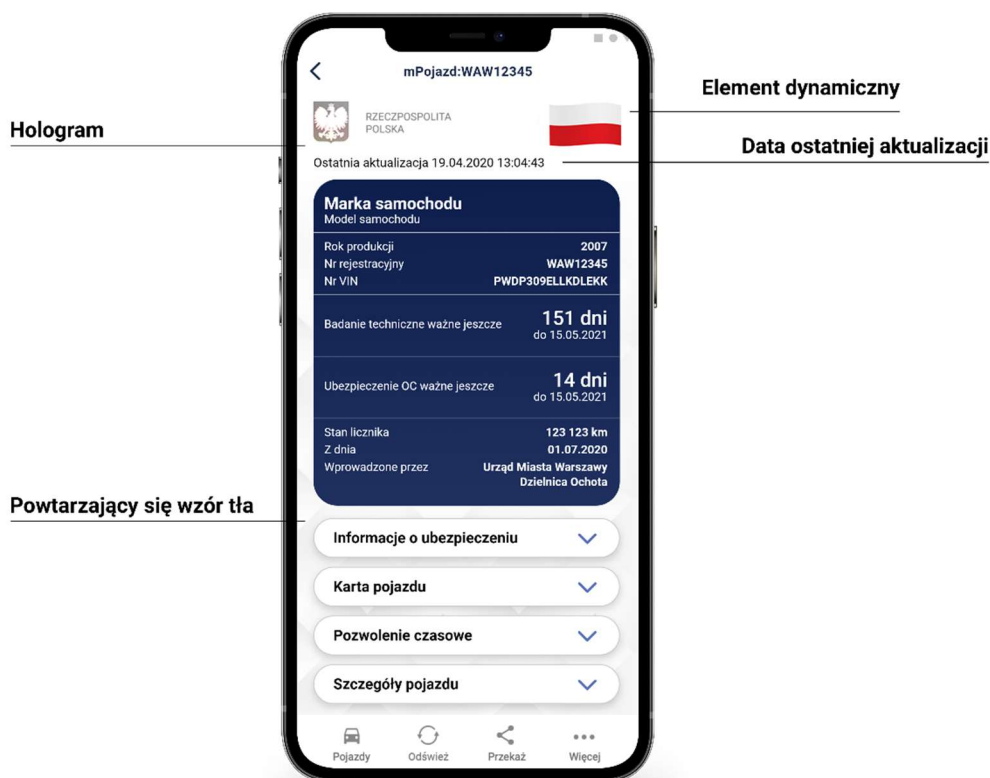 mPojazd:WAW12345
Element dynamiczny
Hologram
RZECZPOSPOLITA
POLSKA
Data ostatniej aktualizacji
Ostatnia aktualizacja 19.04.2020 13:04:43
Marka samochodu
Model samochodu
Rok produkcji 2007
Nr rejestracyjny WAW12345
Nr VIN PWDP309ELLKDLEKK
Badanie techniczne ważne jeszcze 151 dni
do 15.05.2021
Ubezpieczenie OC ważne jeszcze 14 dni
do 15.05.2021
Stan licznika 123 123 km
Z dnia 01.07.2020
Wprowadzone przez Urząd Miasta Warszawy
Dzielnica Ochota
Powtarzający się wzór tła
Informacje o ubezpieczeniu
Karta pojazdu
Pozwolenie czasowe
Szczegóły pojazdu
Pojazdy Odśwież Przekaż Więcej